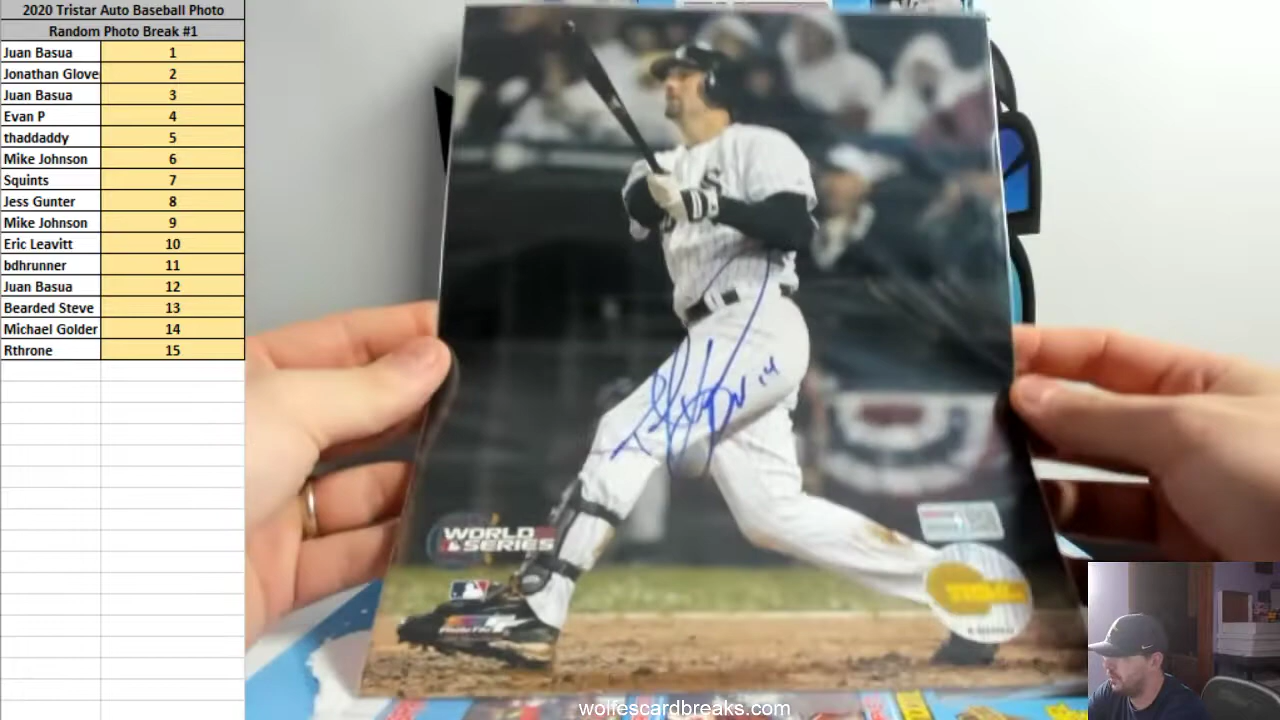 2020 Tristar Auto Baseball Photo
Random Photo Break #1
Juan Basua 1
Jonathan Glove 2
Juan Basua 3
Evan P 4
thaddaddy 5
Mike Johnson 6
Squints 7
Jess Gunter 8
Mike Johnson 9
Eric Leavitt 10
bdhrunner 11
Juan Basua 12
Bearded Steve 13
Michael Golder 14
Rthrone 15
14
WORLD
SERIES
wolfescardbreaks.com